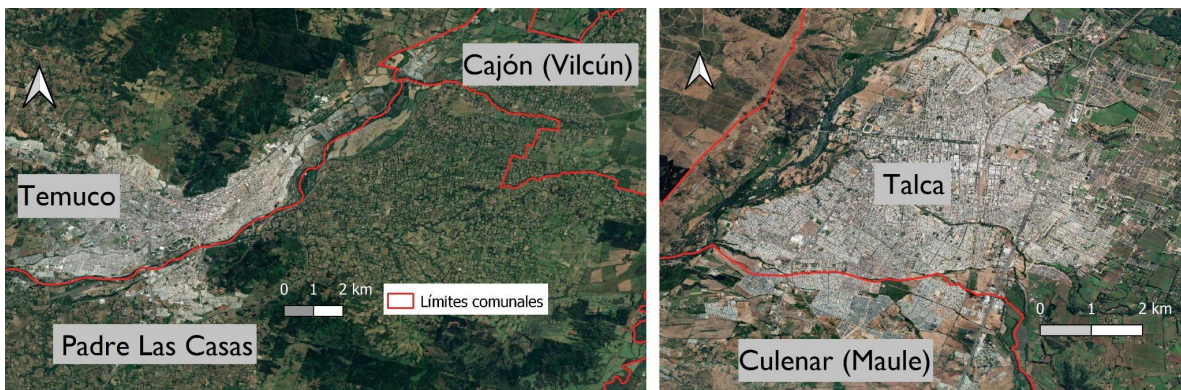 Cajón (Vilcún)
Temuco
0 1 2 km
Límites comunales
Padre Las Casas
Talca
0 1 2 km
Culenar (Maule)